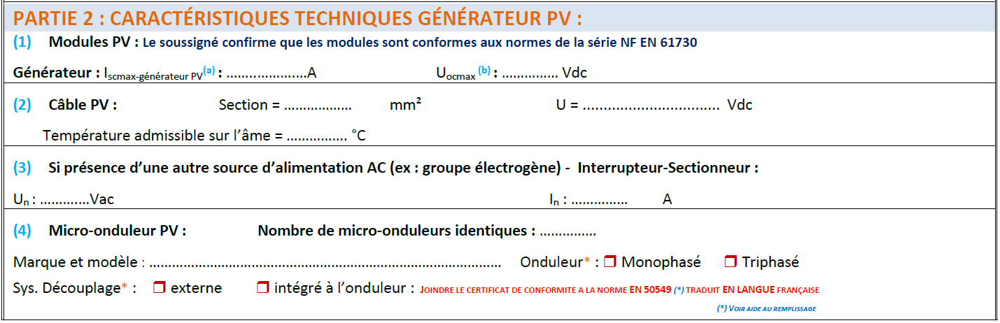 PARTIE 2 : CARACTÉRISTIQUES TECHNIQUES GÉNÉRATEUR PV :
(1) Modules PV : Le soussigné confirme que les modules sont conformes aux normes de la série NF EN 61730
Générateur : Iscmax-générateur PV(a) : .....................A Uocmax (b) : ............... Vdc
(2) Câble PV : Section = .................. mm² U = ................................. Vdc
Température admissible sur l’âme = ................ °C
(3) Si présence d’une autre source d’alimentation AC (ex : groupe électrogène) - Interrupteur-Sectionneur :
Un : .............Vac In : ............... A
(4) Micro-onduleur PV : Nombre de micro-onduleurs identiques : ...............
Marque et modèle : ............................................................................................. Onduleur* : ❒ Monophasé ❒ Triphasé
Sys. Découplage* : ❒ externe ❒ intégré à l’onduleur : JOINDRE LE CERTIFICAT DE CONFORMITE A LA NORME EN 50549 (*) TRADUIT EN LANGUE FRANÇAISE
(*) VOIR AIDE AU REMPLISSAGE